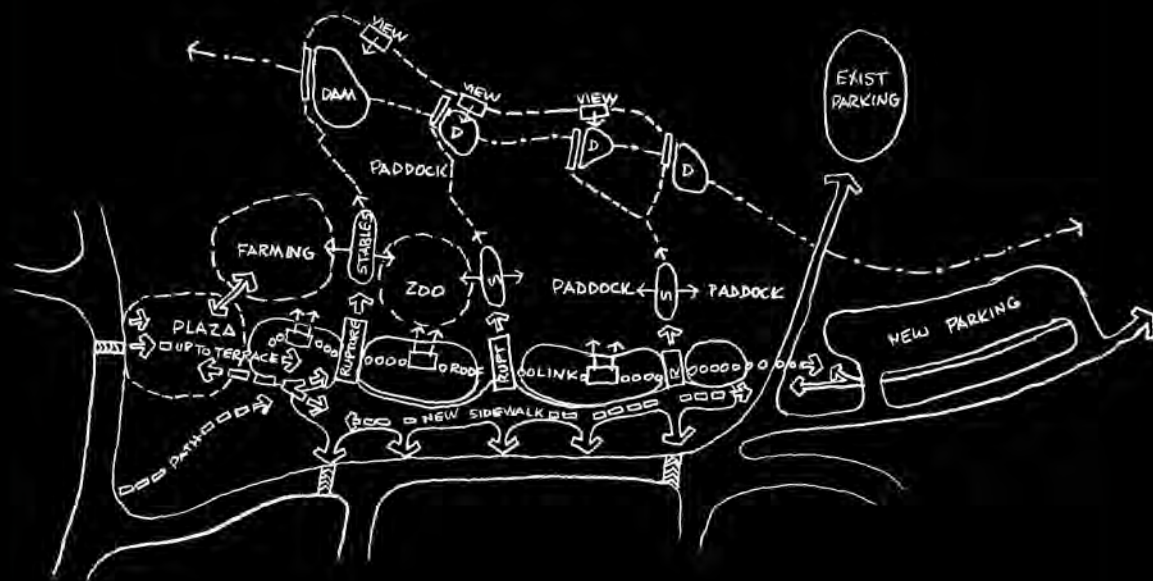 VIEW
VIEW
VIEW
EXIST
PARKING
DAM
D
D
D
PADDOCK
FARMING
STABLES
ZOO
S
PADDOCK
S
PADDOCK
PLAZA
UP TO TERRACE
RUPTURE
ROOF
RUPT
LINK
R
NEW PARKING
R
NEW SIDEWALK
PATH